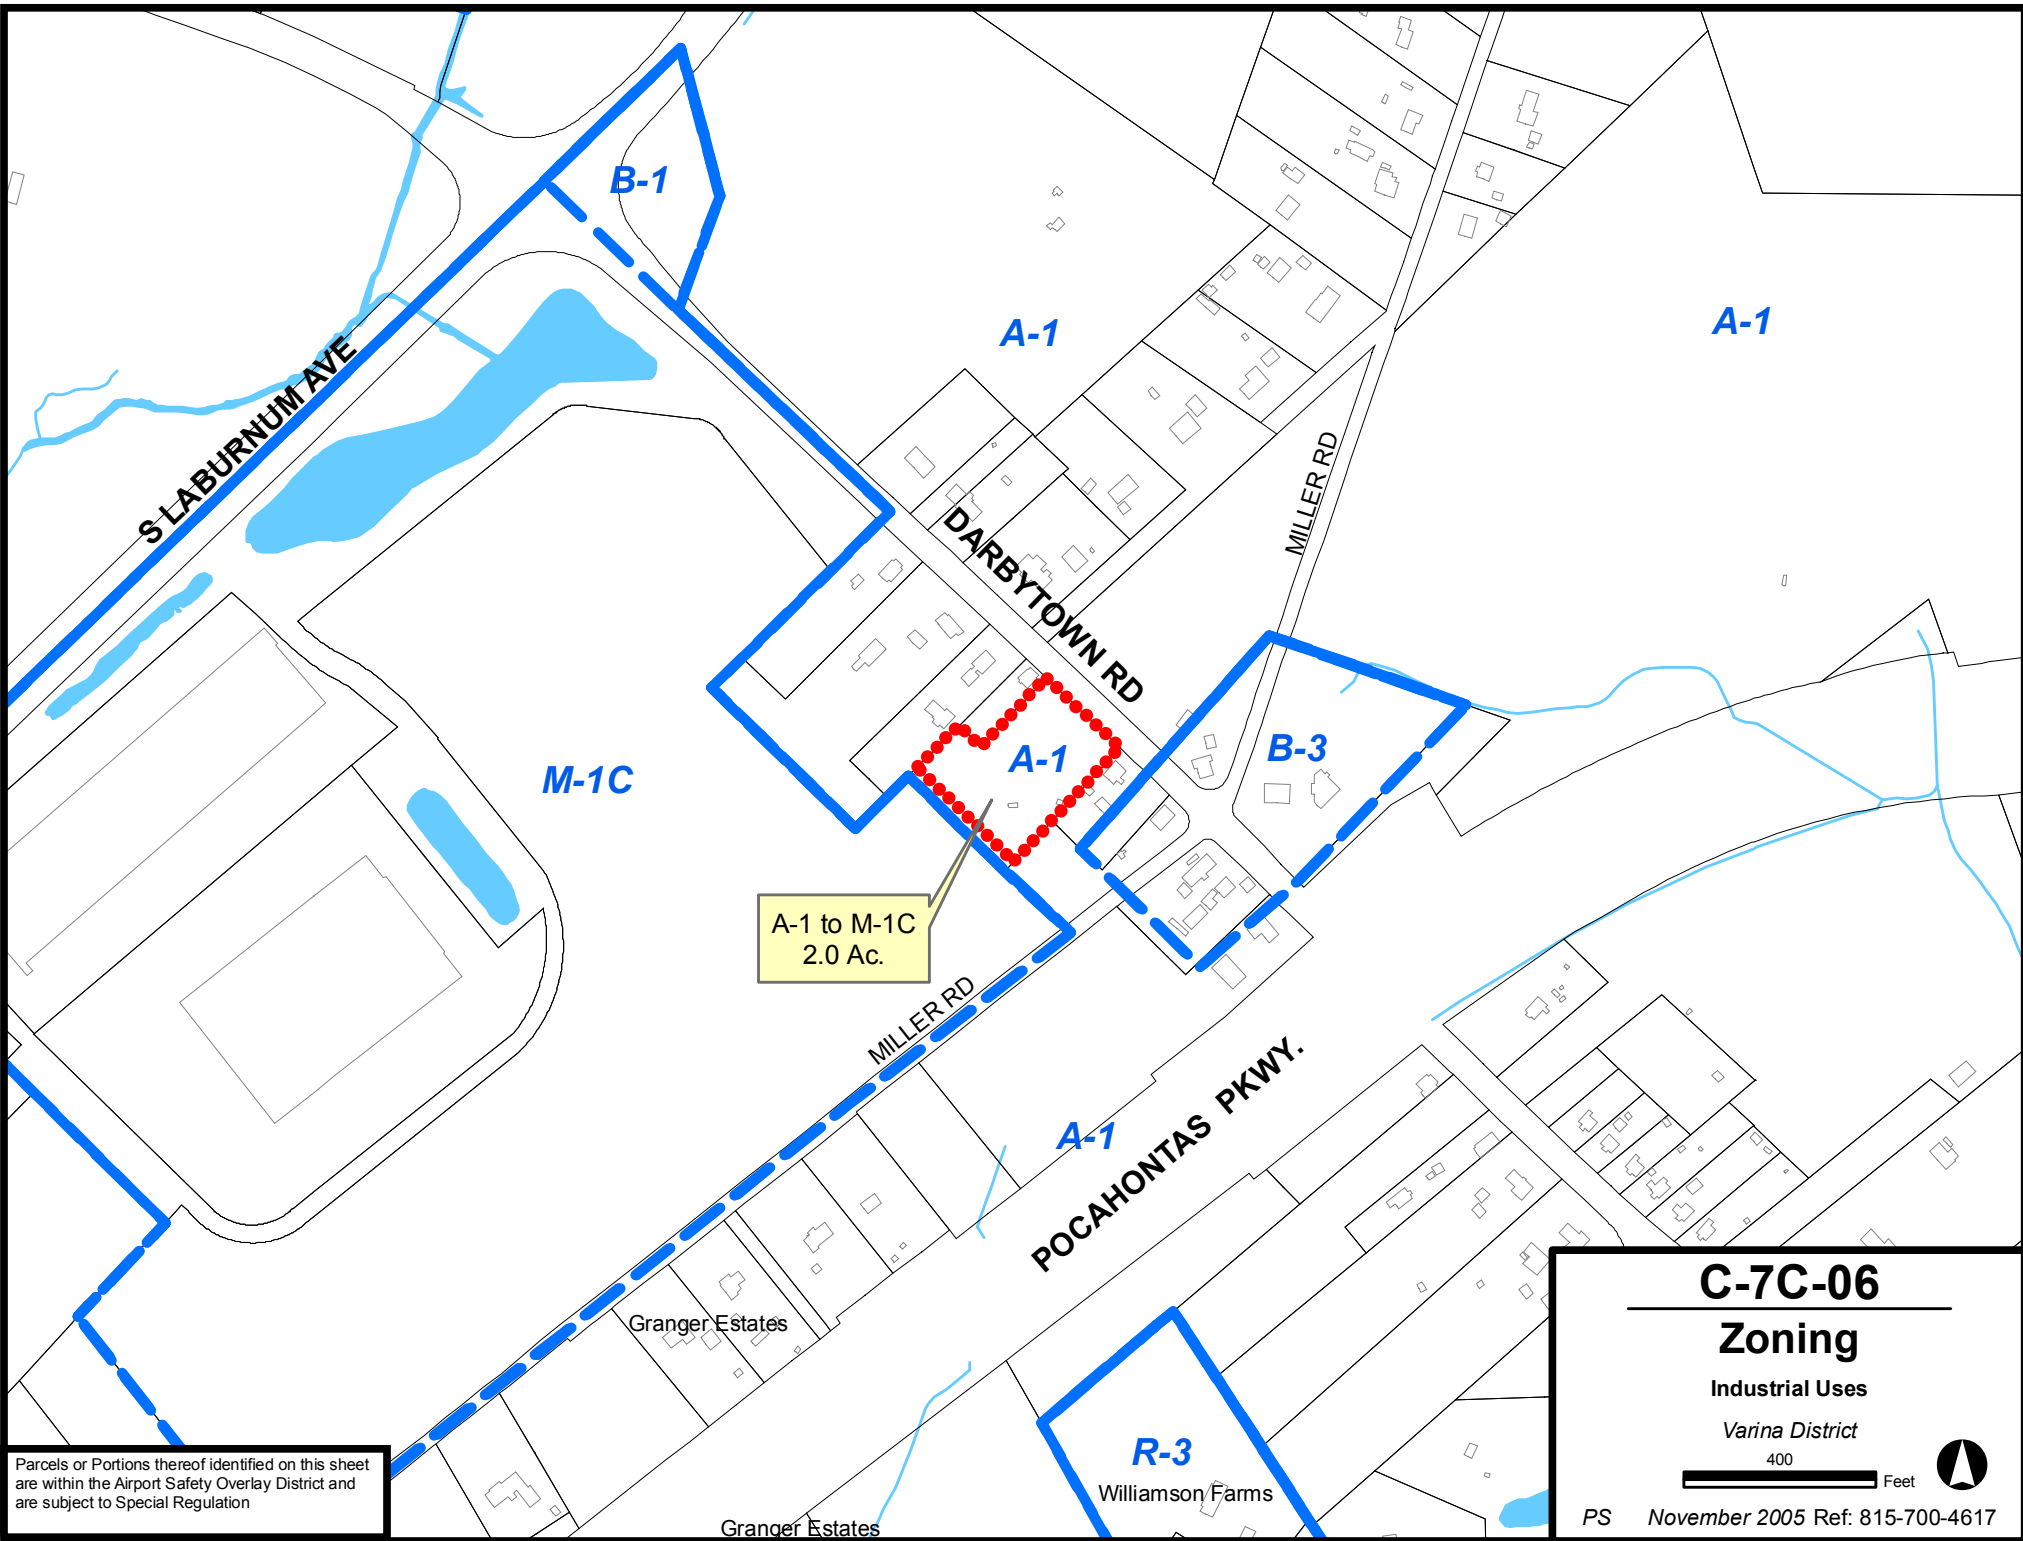 B-1
A-1
A-1
S LABURNUM AVE
MILLER RD
DARBYTOWN RD
B-3
A-1
M-1C
A-1 to M-1C
2.0 Ac.
MILLER RD
A-1
POCAHONTAS PKWY.
Granger Estates
R-3
Williamson Farms
Granger Estates
Parcels or Portions thereof identified on this sheet
are within the Airport Safety Overlay District and
are subject to Special Regulation
C-7C-06
Zoning
Industrial Uses
Varina District
400
Feet
PS November 2005 Ref: 815-700-4617